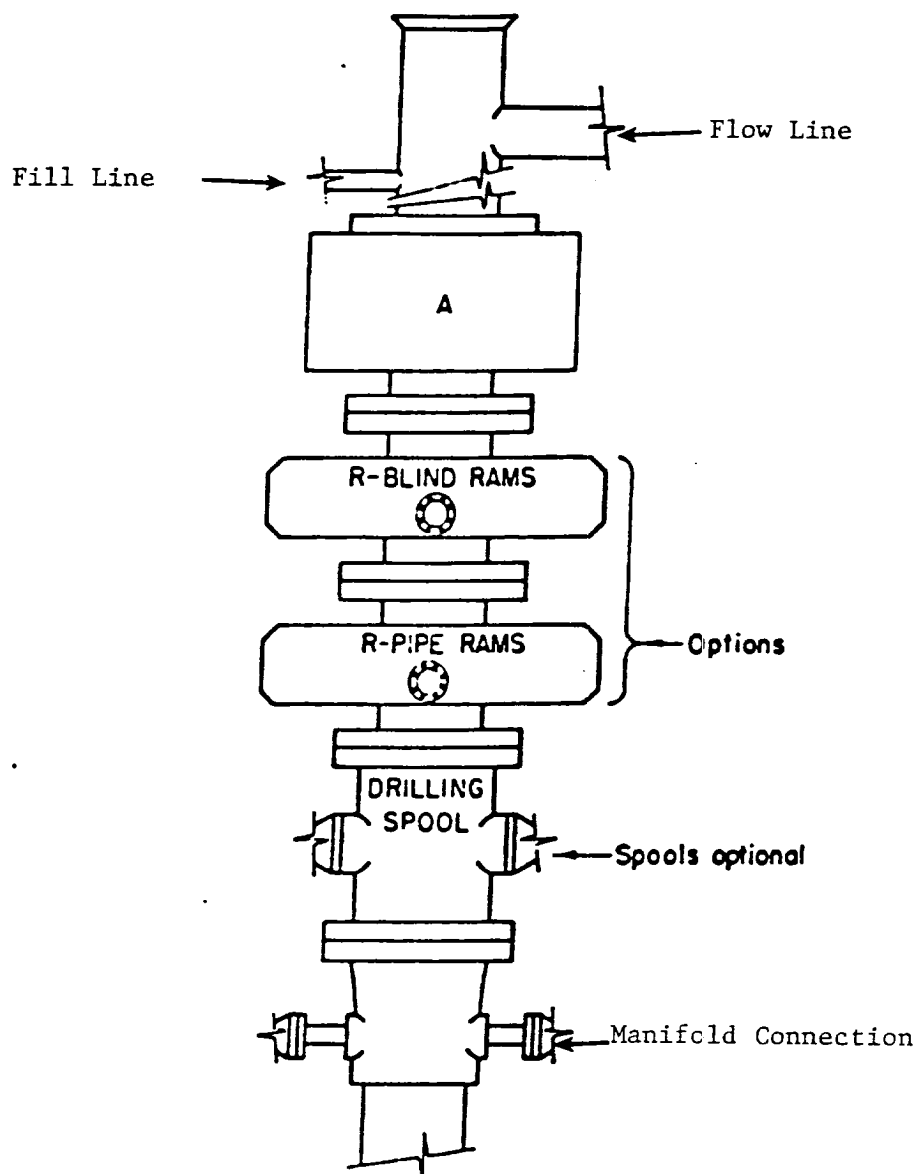 Flow Line
Fill Line
A
R-BLIND RAMS
R-PIPE RAMS
Options
DRILLING
SPOOL
Spools optional
Manifold Connection